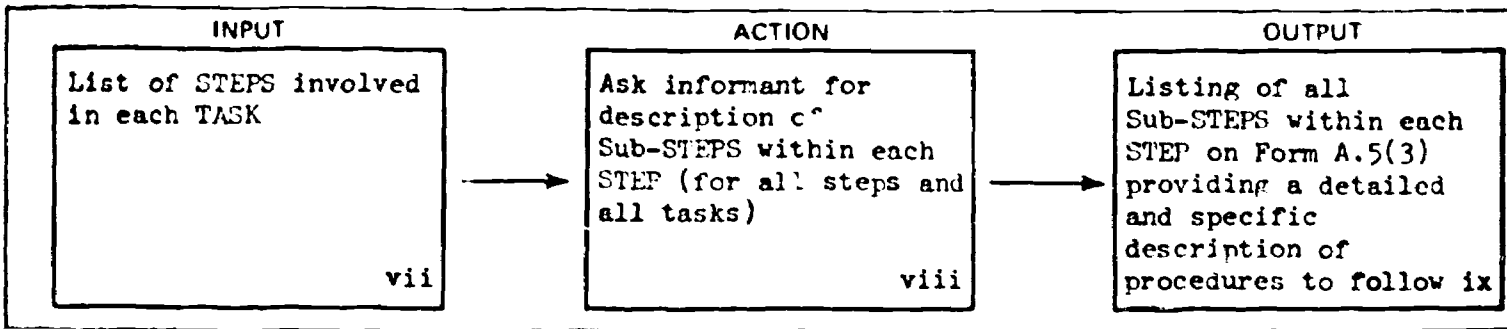 INPUT
List of STEPS involved
in each TASK
vii
ACTION
Ask informant for
description of
Sub-STEPS within each
STEP (for all steps and
all tasks)
viii
OUTPUT
Listing of all
Sub-STEPS within each
STEP on Form A.5(3)
providing a detailed
and specific
description of
procedures to follow ix